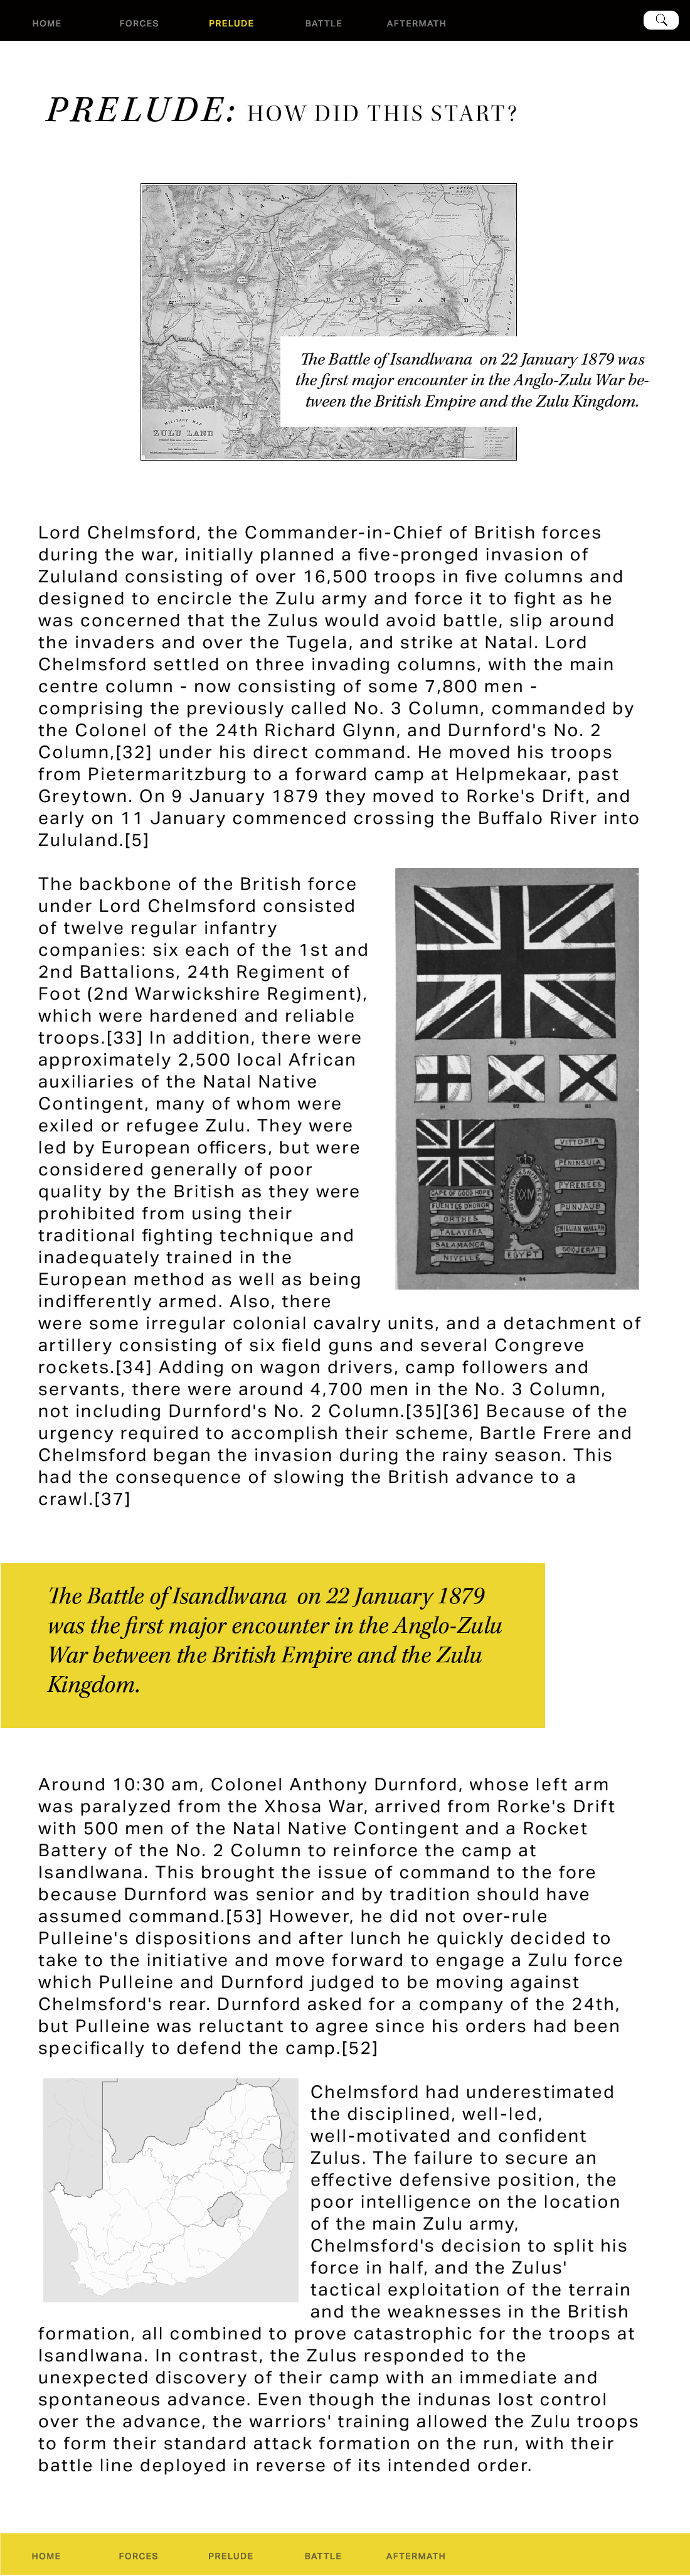 HOME FORCES PRELUDE BATTLE AFTERMATH
PRELUDE: HOW DID THIS START?
ZULULAND
The Battle of Isandlwana on 22 January 1879 was
the first major encounter in the Anglo-Zulu War be-
tween the British Empire and the Zulu Kingdom.
MILITARY MAP
OF
ZULU LAND
Lord Chelmsford, the Commander-in-Chief of British forces
during the war, initially planned a five-pronged invasion of
Zululand consisting of over 16,500 troops in five columns and
designed to encircle the Zulu army and force it to fight as he
was concerned that the Zulus would avoid battle, slip around
the invaders and over the Tugela, and strike at Natal. Lord
Chelmsford settled on three invading columns, with the main
centre column - now consisting of some 7,800 men -
comprising the previously called No. 3 Column, commanded by
the Colonel of the 24th Richard Glynn, and Durnford's No. 2
Column,[32] under his direct command. He moved his troops
from Pietermaritzburg to a forward camp at Helpmekaar, past
Greytown. On 9 January 1879 they moved to Rorke's Drift, and
early on 11 January commenced crossing the Buffalo River into
Zululand.[5]
The backbone of the British force
under Lord Chelmsford consisted
of twelve regular infantry
companies: six each of the 1st and
2nd Battalions, 24th Regiment of
Foot (2nd Warwickshire Regiment),
which were hardened and reliable
troops.[33] In addition, there were
approximately 2,500 local African
auxiliaries of the Natal Native
Contingent, many of whom were
exiled or refugee Zulu. They were
led by European officers, but were
considered generally of poor
quality by the British as they were
prohibited from using their
traditional fighting technique and
inadequately trained in the
European method as well as being
indifferently armed. Also, there
were some irregular colonial cavalry units, and a detachment of
artillery consisting of six field guns and several Congreve
rockets.[34] Adding on wagon drivers, camp followers and
servants, there were around 4,700 men in the No. 3 Column,
not including Durnford's No. 2 Column.[35][36] Because of the
urgency required to accomplish their scheme, Bartle Frere and
Chelmsford began the invasion during the rainy season. This
had the consequence of slowing the British advance to a
crawl.[37]
VITTORIA
PENINSULA
PYRENEES
PUNJAUB
CHILLIANWALLAH
GOOJERAT
CAPE OF GOOD HOPE
FUENTES D'HONOR
ORTHES
TALAVERA
SALAMANCA
NIVELLE
XXIV
EGYPT
The Battle of Isandlwana on 22 January 1879
was the first major encounter in the Anglo-Zulu
War between the British Empire and the Zulu
Kingdom.
Around 10:30 am, Colonel Anthony Durnford, whose left arm
was paralyzed from the Xhosa War, arrived from Rorke's Drift
with 500 men of the Natal Native Contingent and a Rocket
Battery of the No. 2 Column to reinforce the camp at
Isandlwana. This brought the issue of command to the fore
because Durnford was senior and by tradition should have
assumed command.[53] However, he did not over-rule
Pulleine's dispositions and after lunch he quickly decided to
take to the initiative and move forward to engage a Zulu force
which Pulleine and Durnford judged to be moving against
Chelmsford's rear. Durnford asked for a company of the 24th,
but Pulleine was reluctant to agree since his orders had been
specifically to defend the camp.[52]
Chelmsford had underestimated
the disciplined, well-led,
well-motivated and confident
Zulus. The failure to secure an
effective defensive position, the
poor intelligence on the location
of the main Zulu army,
Chelmsford's decision to split his
force in half, and the Zulus'
tactical exploitation of the terrain
and the weaknesses in the British
formation, all combined to prove catastrophic for the troops at
Isandlwana. In contrast, the Zulus responded to the
unexpected discovery of their camp with an immediate and
spontaneous advance. Even though the indunas lost control
over the advance, the warriors' training allowed the Zulu troops
to form their standard attack formation on the run, with their
battle line deployed in reverse of its intended order.
HOME FORCES PRELUDE BATTLE AFTERMATH